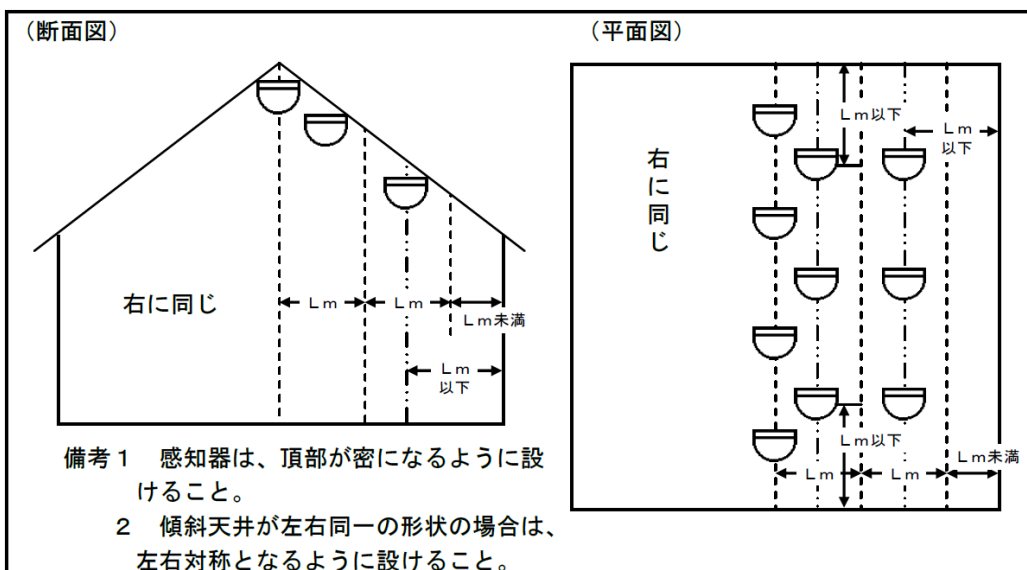 (断面図)
右に同じ
Lm
Lm
Lm未満
Lm
以下
備考1 感知器は、頂部が密になるように設
けること。
2 傾斜天井が左右同一の形状の場合は、
左右対称となるように設けること。
(平面図)
右に同じ
Lm以下
Lm
以下
Lm以下
Lm
Lm
Lm未満